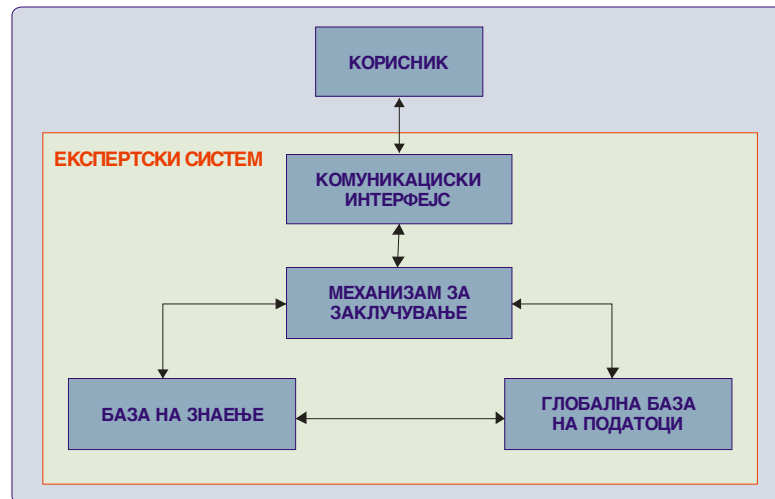 КОРИСНИК
ЕКСПЕРТСКИ СИСТЕМ
КОМУНИКАЦИСКИ
ИНТЕРФЕЈС
МЕХАНИЗАМ ЗА
ЗАКЛУЧУВАЊЕ
БАЗА НА ЗНАЕЊЕ
ГЛОБАЛНА БАЗА
НА ПОДАТОЦИ